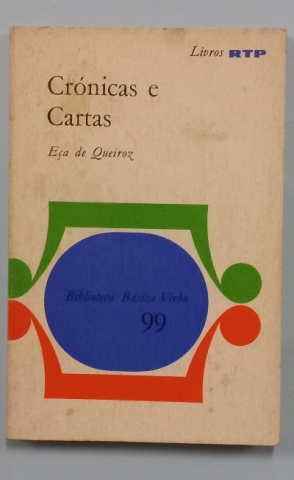 Livros RTP
Crónicas e
Cartas
Eça de Queiroz
Biblioteca Básica Verbo
99